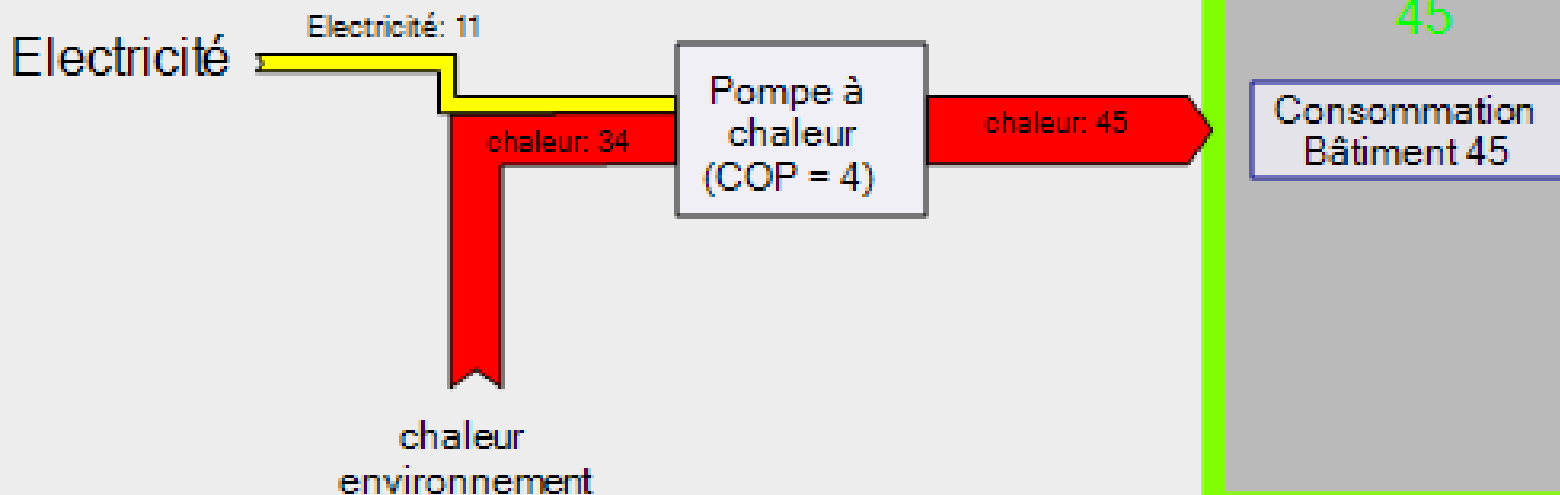 Electricité: 11
Electricité
chaleur: 34
Pompe à
chaleur
(COP = 4)
chaleur: 45
45
Consommation
Bâtiment 45
chaleur
environnement